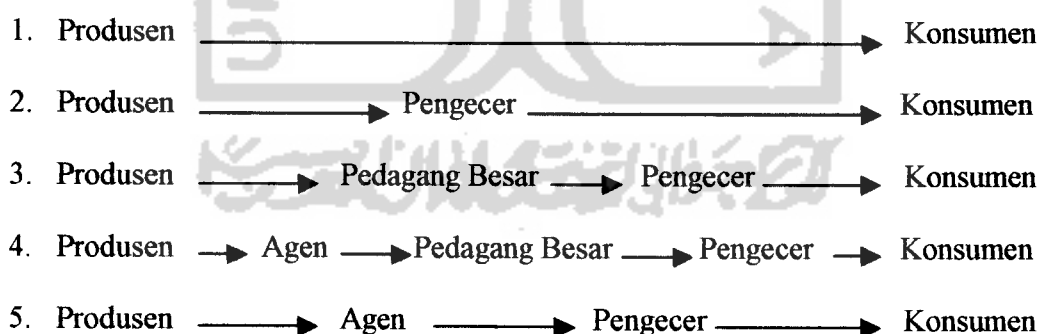 1. Produsen → Konsumen
2. Produsen → Pengecer → Konsumen
3. Produsen → Pedagang Besar → Pengecer → Konsumen
4. Produsen → Agen → Pedagang Besar → Pengecer → Konsumen
5. Produsen → Agen → Pengecer → Konsumen